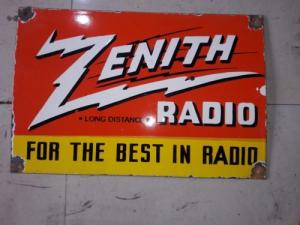 ZENITH
• LONG DISTANCE • RADIO
FOR THE BEST IN RADIO